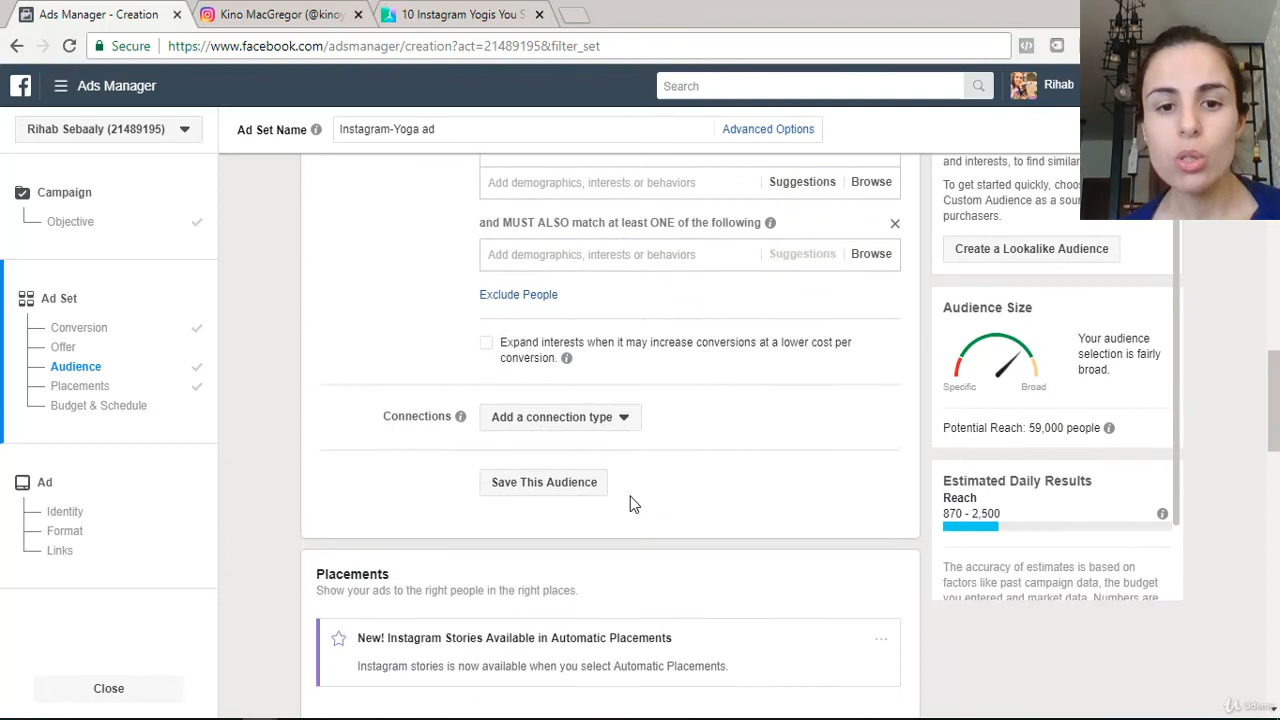 Ads Manager - Creation
Kino MacGregor (@kinoy
10 Instagram Yogis You S
Secure
https://www.facebook.com/adsmanager/creation?act=21489195&filter_set
Ads Manager
Search
Rihab
Rihab Sebaaly (21489195)
Ad Set Name
Instagram-Yoga ad
Advanced Options
Campaign
Objective
Ad Set
Conversion
Offer
Audience
Placements
Budget & Schedule
Ad
Identity
Format
Links
Close
Add demographics, interests or behaviors
Suggestions
Browse
and MUST ALSO match at least ONE of the following
Add demographics, interests or behaviors
Suggestions
Browse
Exclude People
Expand interests when it may increase conversions at a lower cost per
conversion.
Connections
Add a connection type
Save This Audience
Placements
Show your ads to the right people in the right places.
New! Instagram Stories Available in Automatic Placements
Instagram stories is now available when you select Automatic Placements.
and interests, to find similar
To get started quickly, choos
Custom Audience as a sour
purchasers.
Create a Lookalike Audience
Audience Size
Specific
Broad
Your audience
selection is fairly
broad.
Potential Reach: 59,000 people
Estimated Daily Results
Reach
870 - 2,500
The accuracy of estimates is based on
factors like past campaign data, the budget
you entered and market data. Numbers are
Udemy